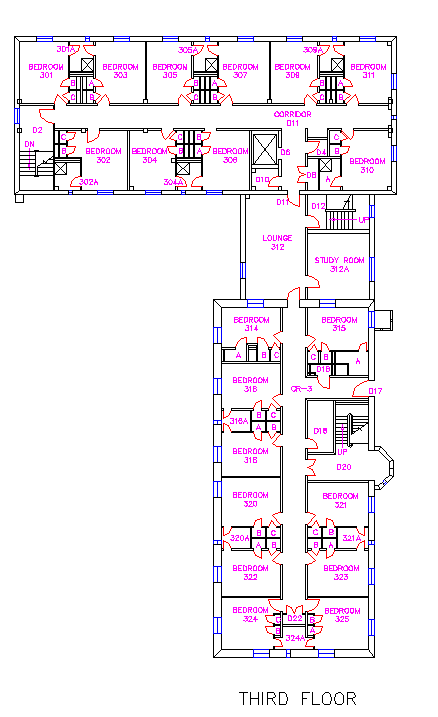 301A 305A 309A
BEDROOM BEDROOM BEDROOM BEDROOM BEDROOM BEDROOM
301 303 305 307 309 311
B B B B B B
C C C C C A
CORRIDOR
D11
D2
DN
C
B
BEDROOM
302
BEDROOM
304
BEDROOM
306
D6
D4
C
B
BEDROOM
310
302A
304A
D10
D8
A
D11
D12
UP
LOUNGE
312
STUDY ROOM
312A
BEDROOM
314
BEDROOM
315
A B C
C B A
D18
BEDROOM
316
CR-3
D17
B C
316A
A B
D18
UP
BEDROOM
318
D20
BEDROOM
320
BEDROOM
321
B C
C B
320A
321A
A B
B A
BEDROOM
322
BEDROOM
323
BEDROOM
324
BEDROOM
325
C
B
D22
B
A
324A
THIRD FLOOR